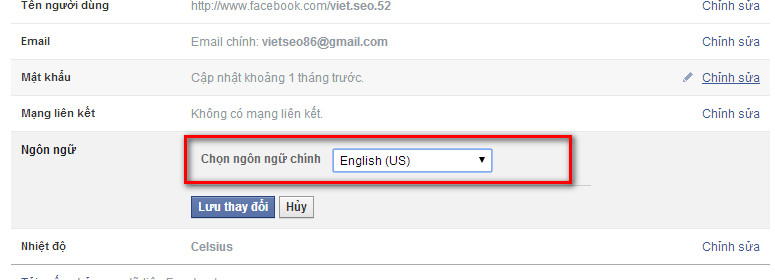 Tên người dùng http://www.facebook.com/viet.seo.52 Chỉnh sửa
Email Email chính: vietseo86@gmail.com Chỉnh sửa
Mật khẩu Cập nhật khoảng 1 tháng trước. Chỉnh sửa
Mạng liên kết Không có mạng liên kết. Chỉnh sửa
Ngôn ngữ Chọn ngôn ngữ chính English (US)
Lưu thay đổi Hủy
Nhiệt độ Celsius Chỉnh sửa